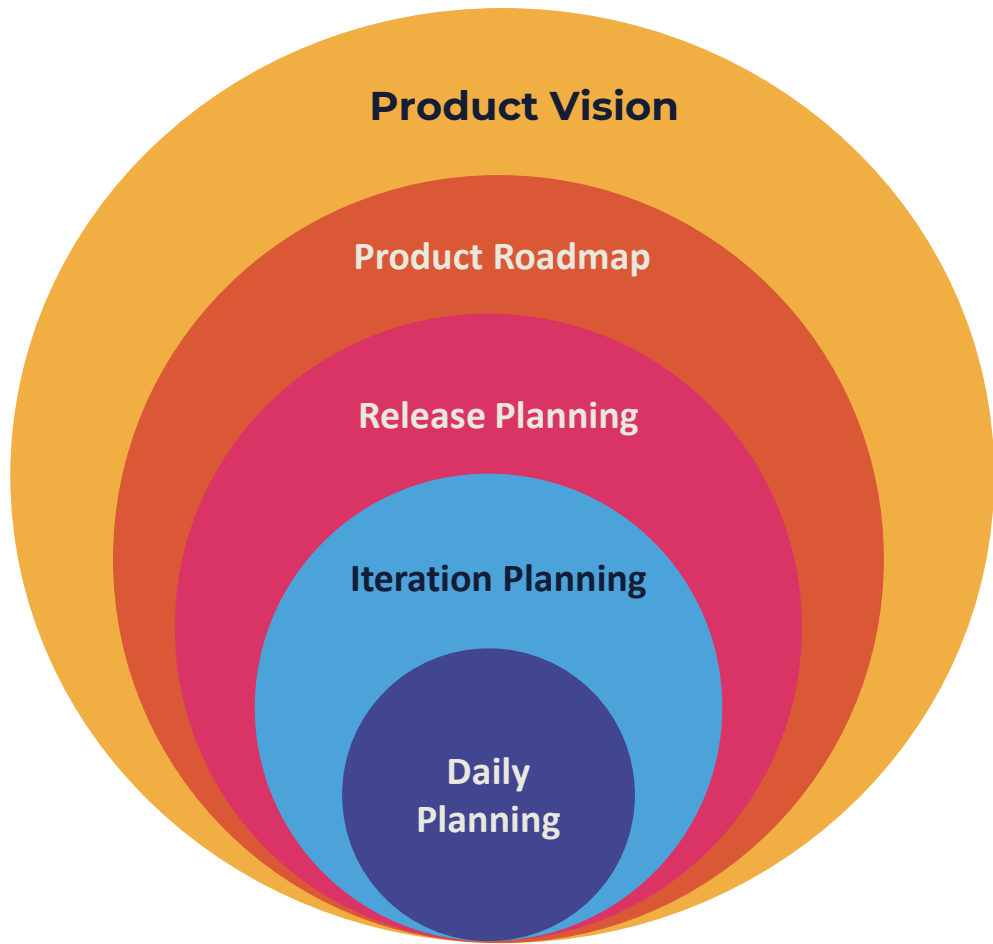 Product Vision
Product Roadmap
Release Planning
Iteration Planning
Daily
Planning